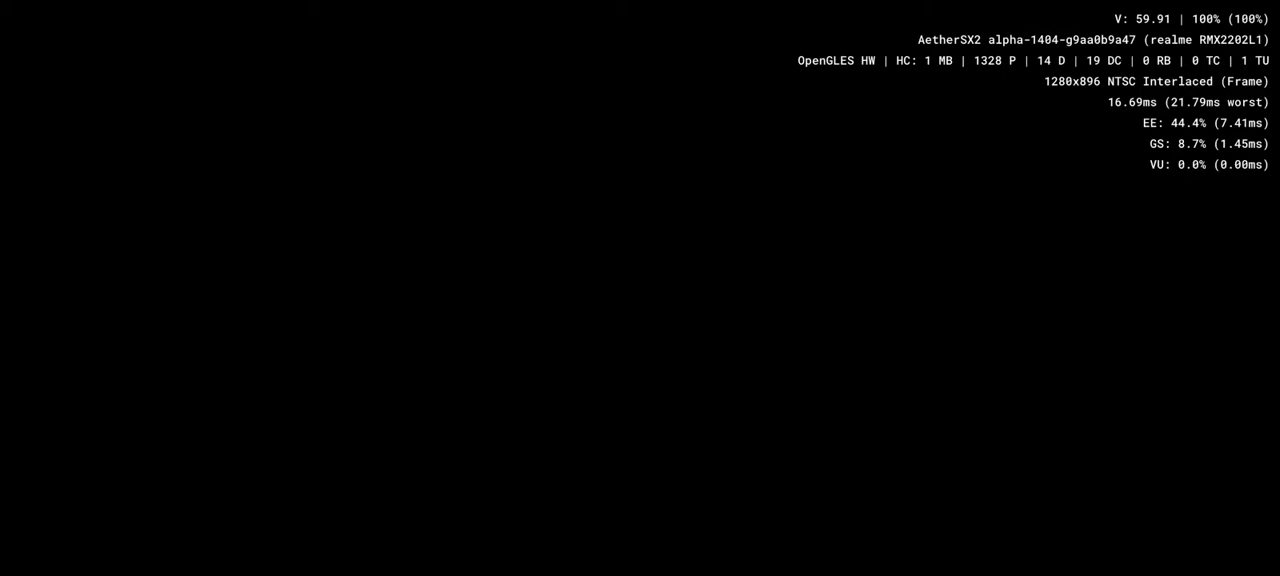 V: 59.91 | 100% (100%)
AetherSX2 alpha-1404-g9aa0b9a47 (realme RMX2202L1)
OpenGLES HW | HC: 1 MB | 1328 P | 14 D | 19 DC | 0 RB | 0 TC | 1 TU
1280x896 NTSC Interlaced (Frame)
16.69ms (21.79ms worst)
EE: 44.4% (7.41ms)
GS: 8.7% (1.45ms)
VU: 0.0% (0.00ms)